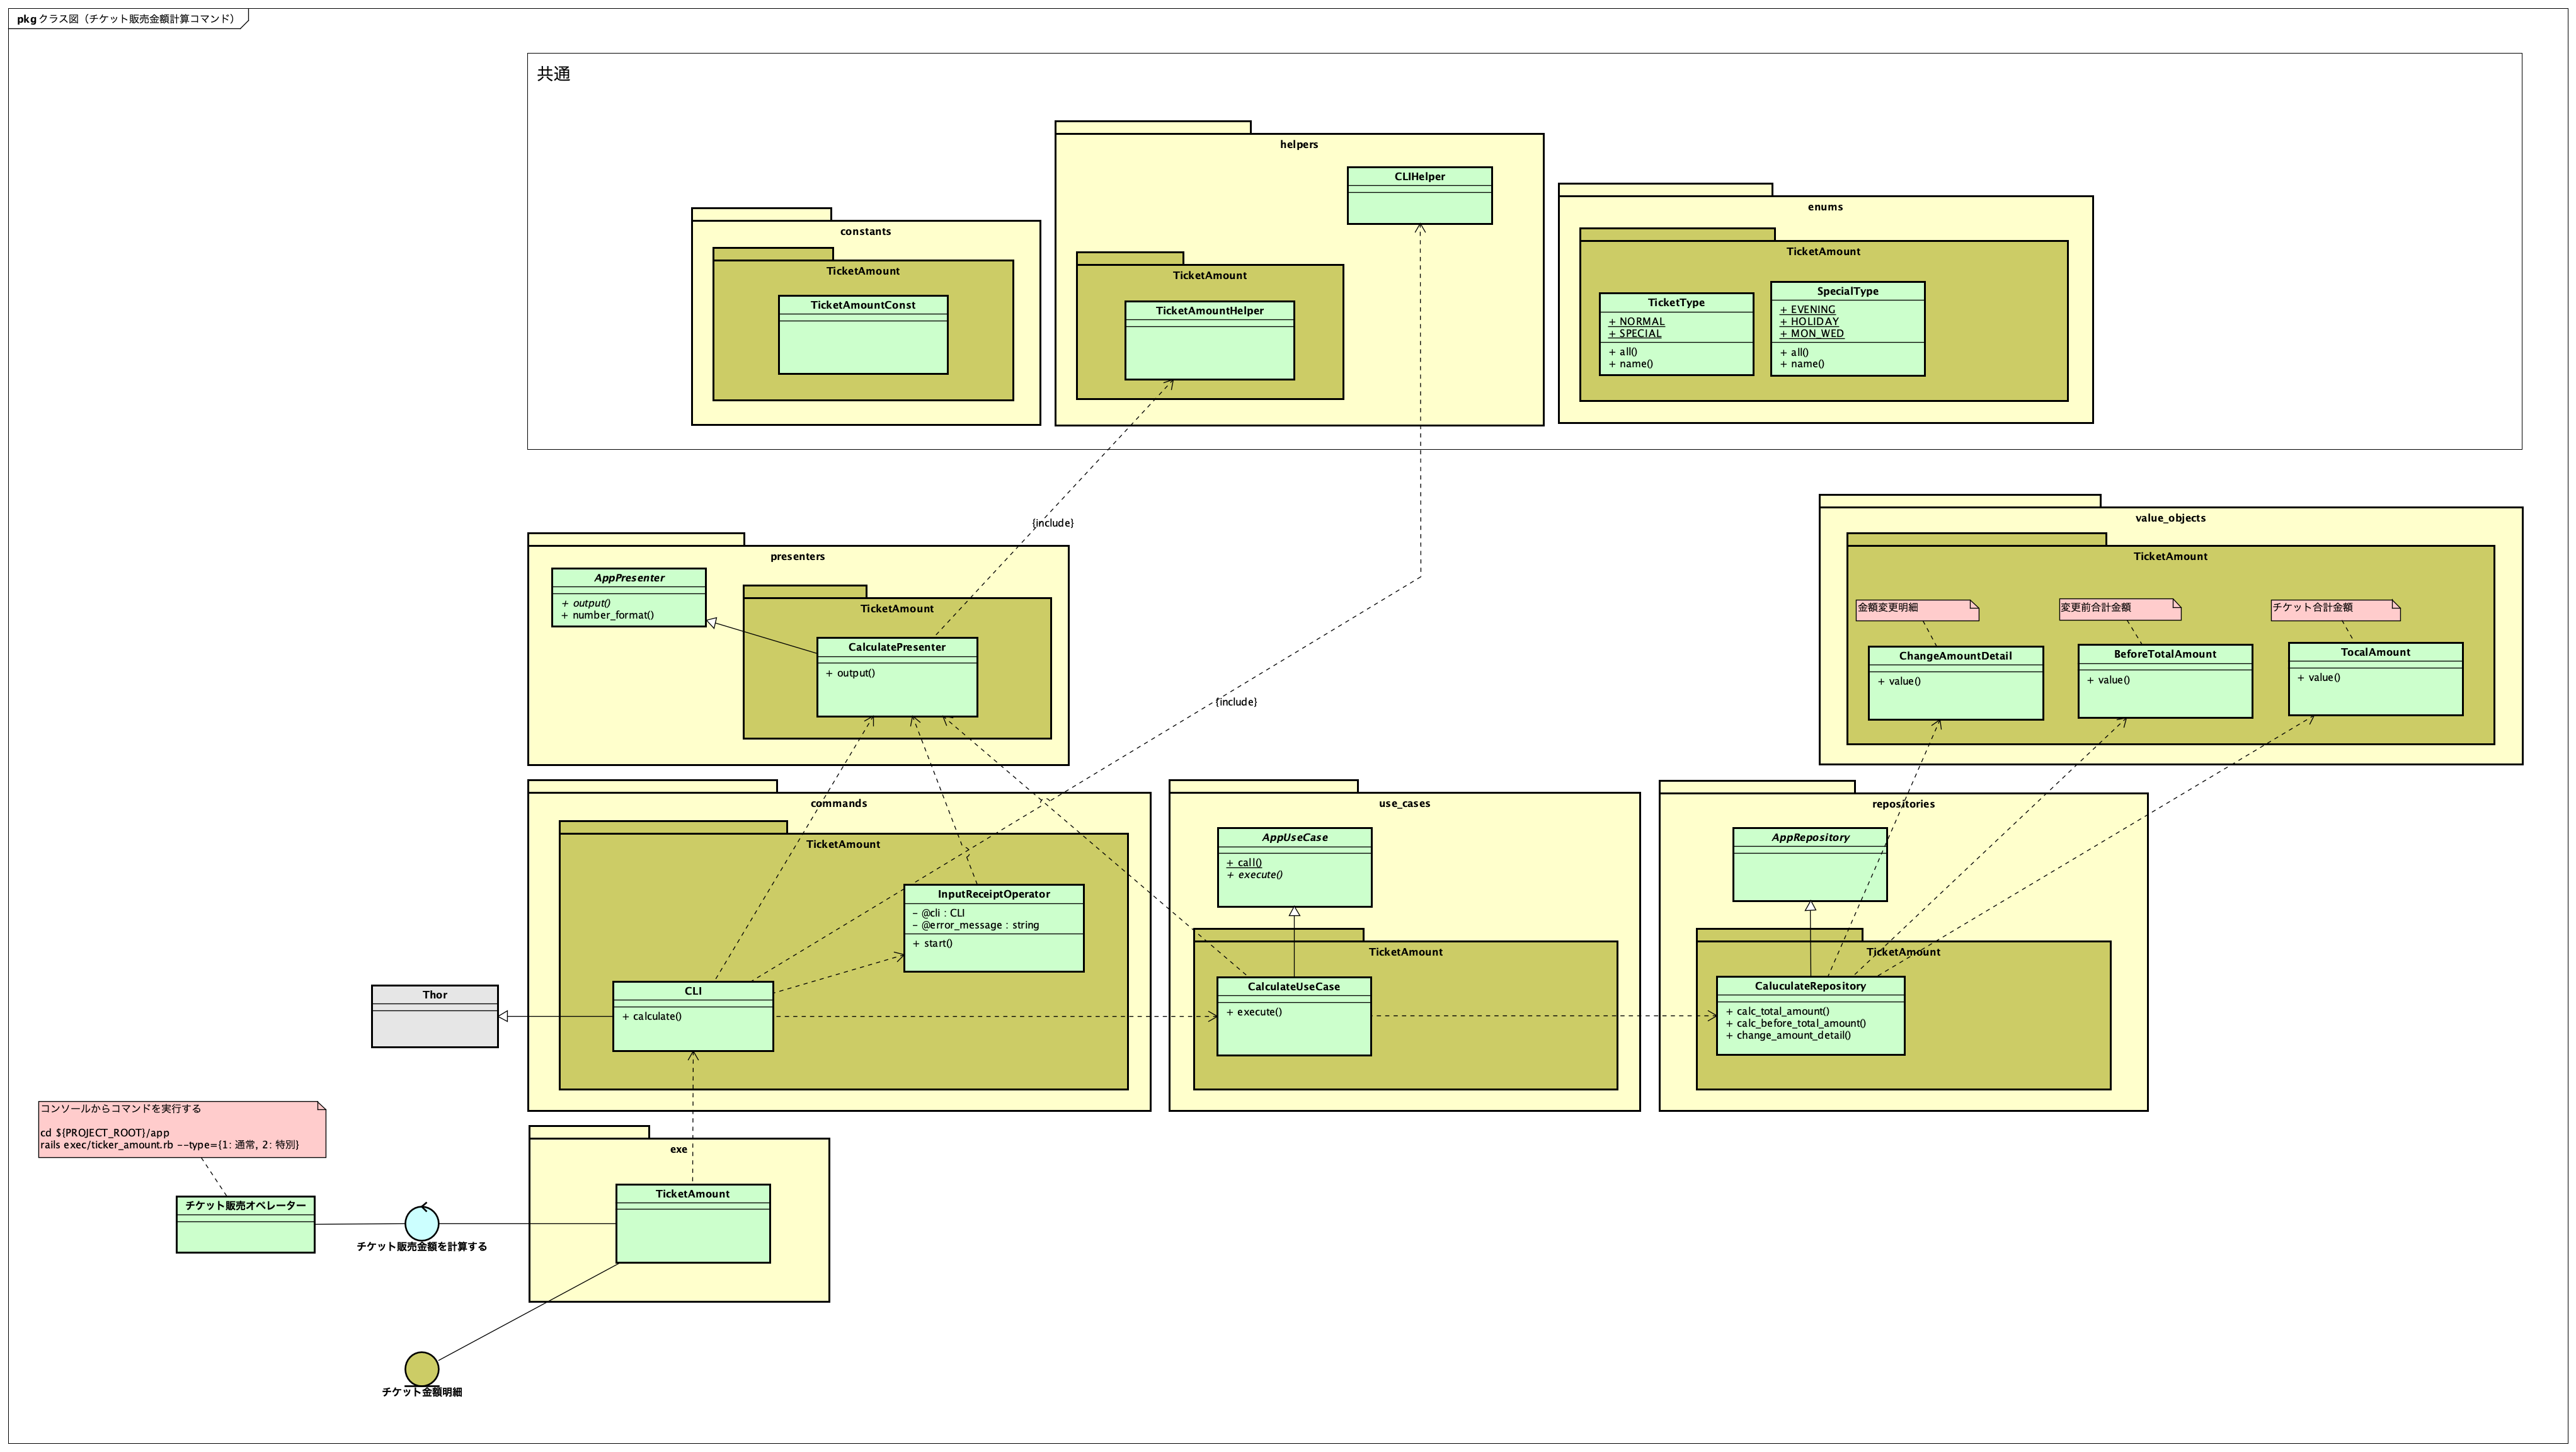 pkg クラス図（チケット販売金額計算コマンド）
共通
helpers
CLIHelper
TicketAmount
TicketAmountHelper
constants
TicketAmount
TicketAmountConst
enums
TicketAmount
TicketType
+ NORMAL
+ SPECIAL
+ all()
+ name()
SpecialType
+ EVENING
+ HOLIDAY
+ MON_WED
+ all()
+ name()
{include}
{include}
presenters
AppPresenter
+ output()
+ number_format()
TicketAmount
CalculatePresenter
+ output()
value_objects
TicketAmount
金額変更明細
ChangeAmountDetail
+ value()
変更前合計金額
BeforeTotalAmount
+ value()
チケット合計金額
TocalAmount
+ value()
commands
TicketAmount
InputReceiptOperator
- @cli : CLI
- @error_message : string
+ start()
CLI
+ calculate()
Thor
use_cases
AppUseCase
+ call()
+ execute()
TicketAmount
CalculateUseCase
+ execute()
repositories
AppRepository
TicketAmount
CaluculateRepository
+ calc_total_amount()
+ calc_before_total_amount()
+ change_amount_detail()
コンソールからコマンドを実行する
cd ${PROJECT_ROOT}/app
rails exec/ticker_amount.rb --type={1: 通常, 2: 特別}
チケット販売オペレーター
チケット販売金額を計算する
exe
TicketAmount
チケット金額明細